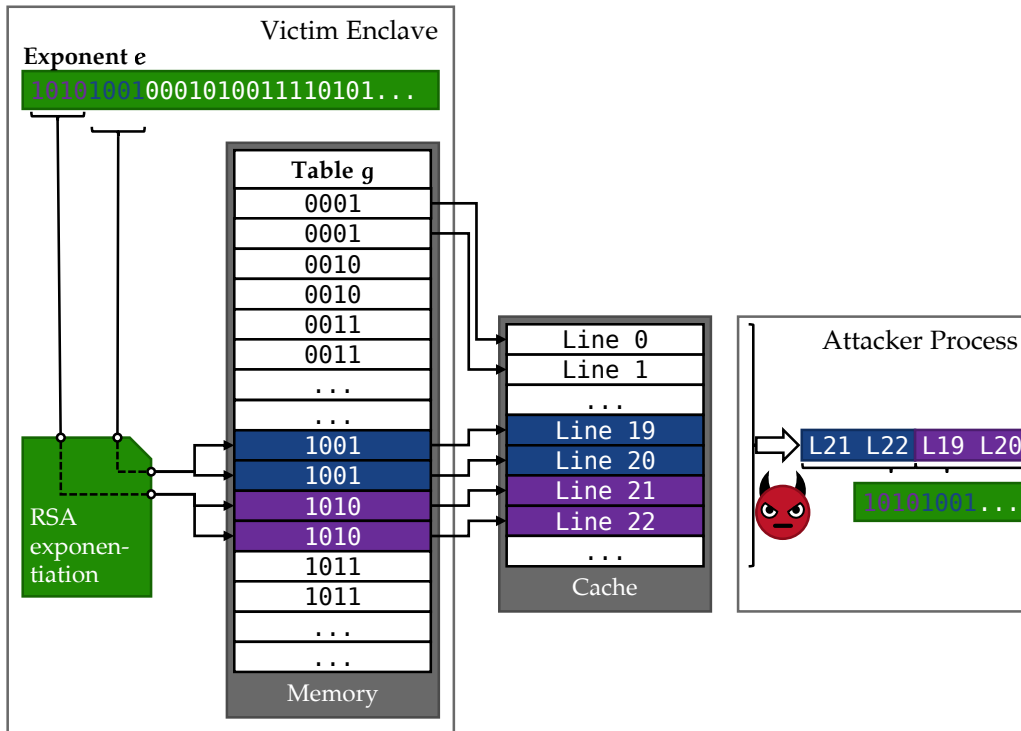 Victim Enclave
Exponent e
101010010001010011110101...
Table g
0001
0001
0010
0010
0011
0011
...
...
1001
1001
1010
1010
1011
1011
...
...
Memory
RSA
exponen-
tiation
Line 0
Line 1
...
Line 19
Line 20
Line 21
Line 22
...
Cache
Attacker Process
L21 L22 L19 L20
10101001...